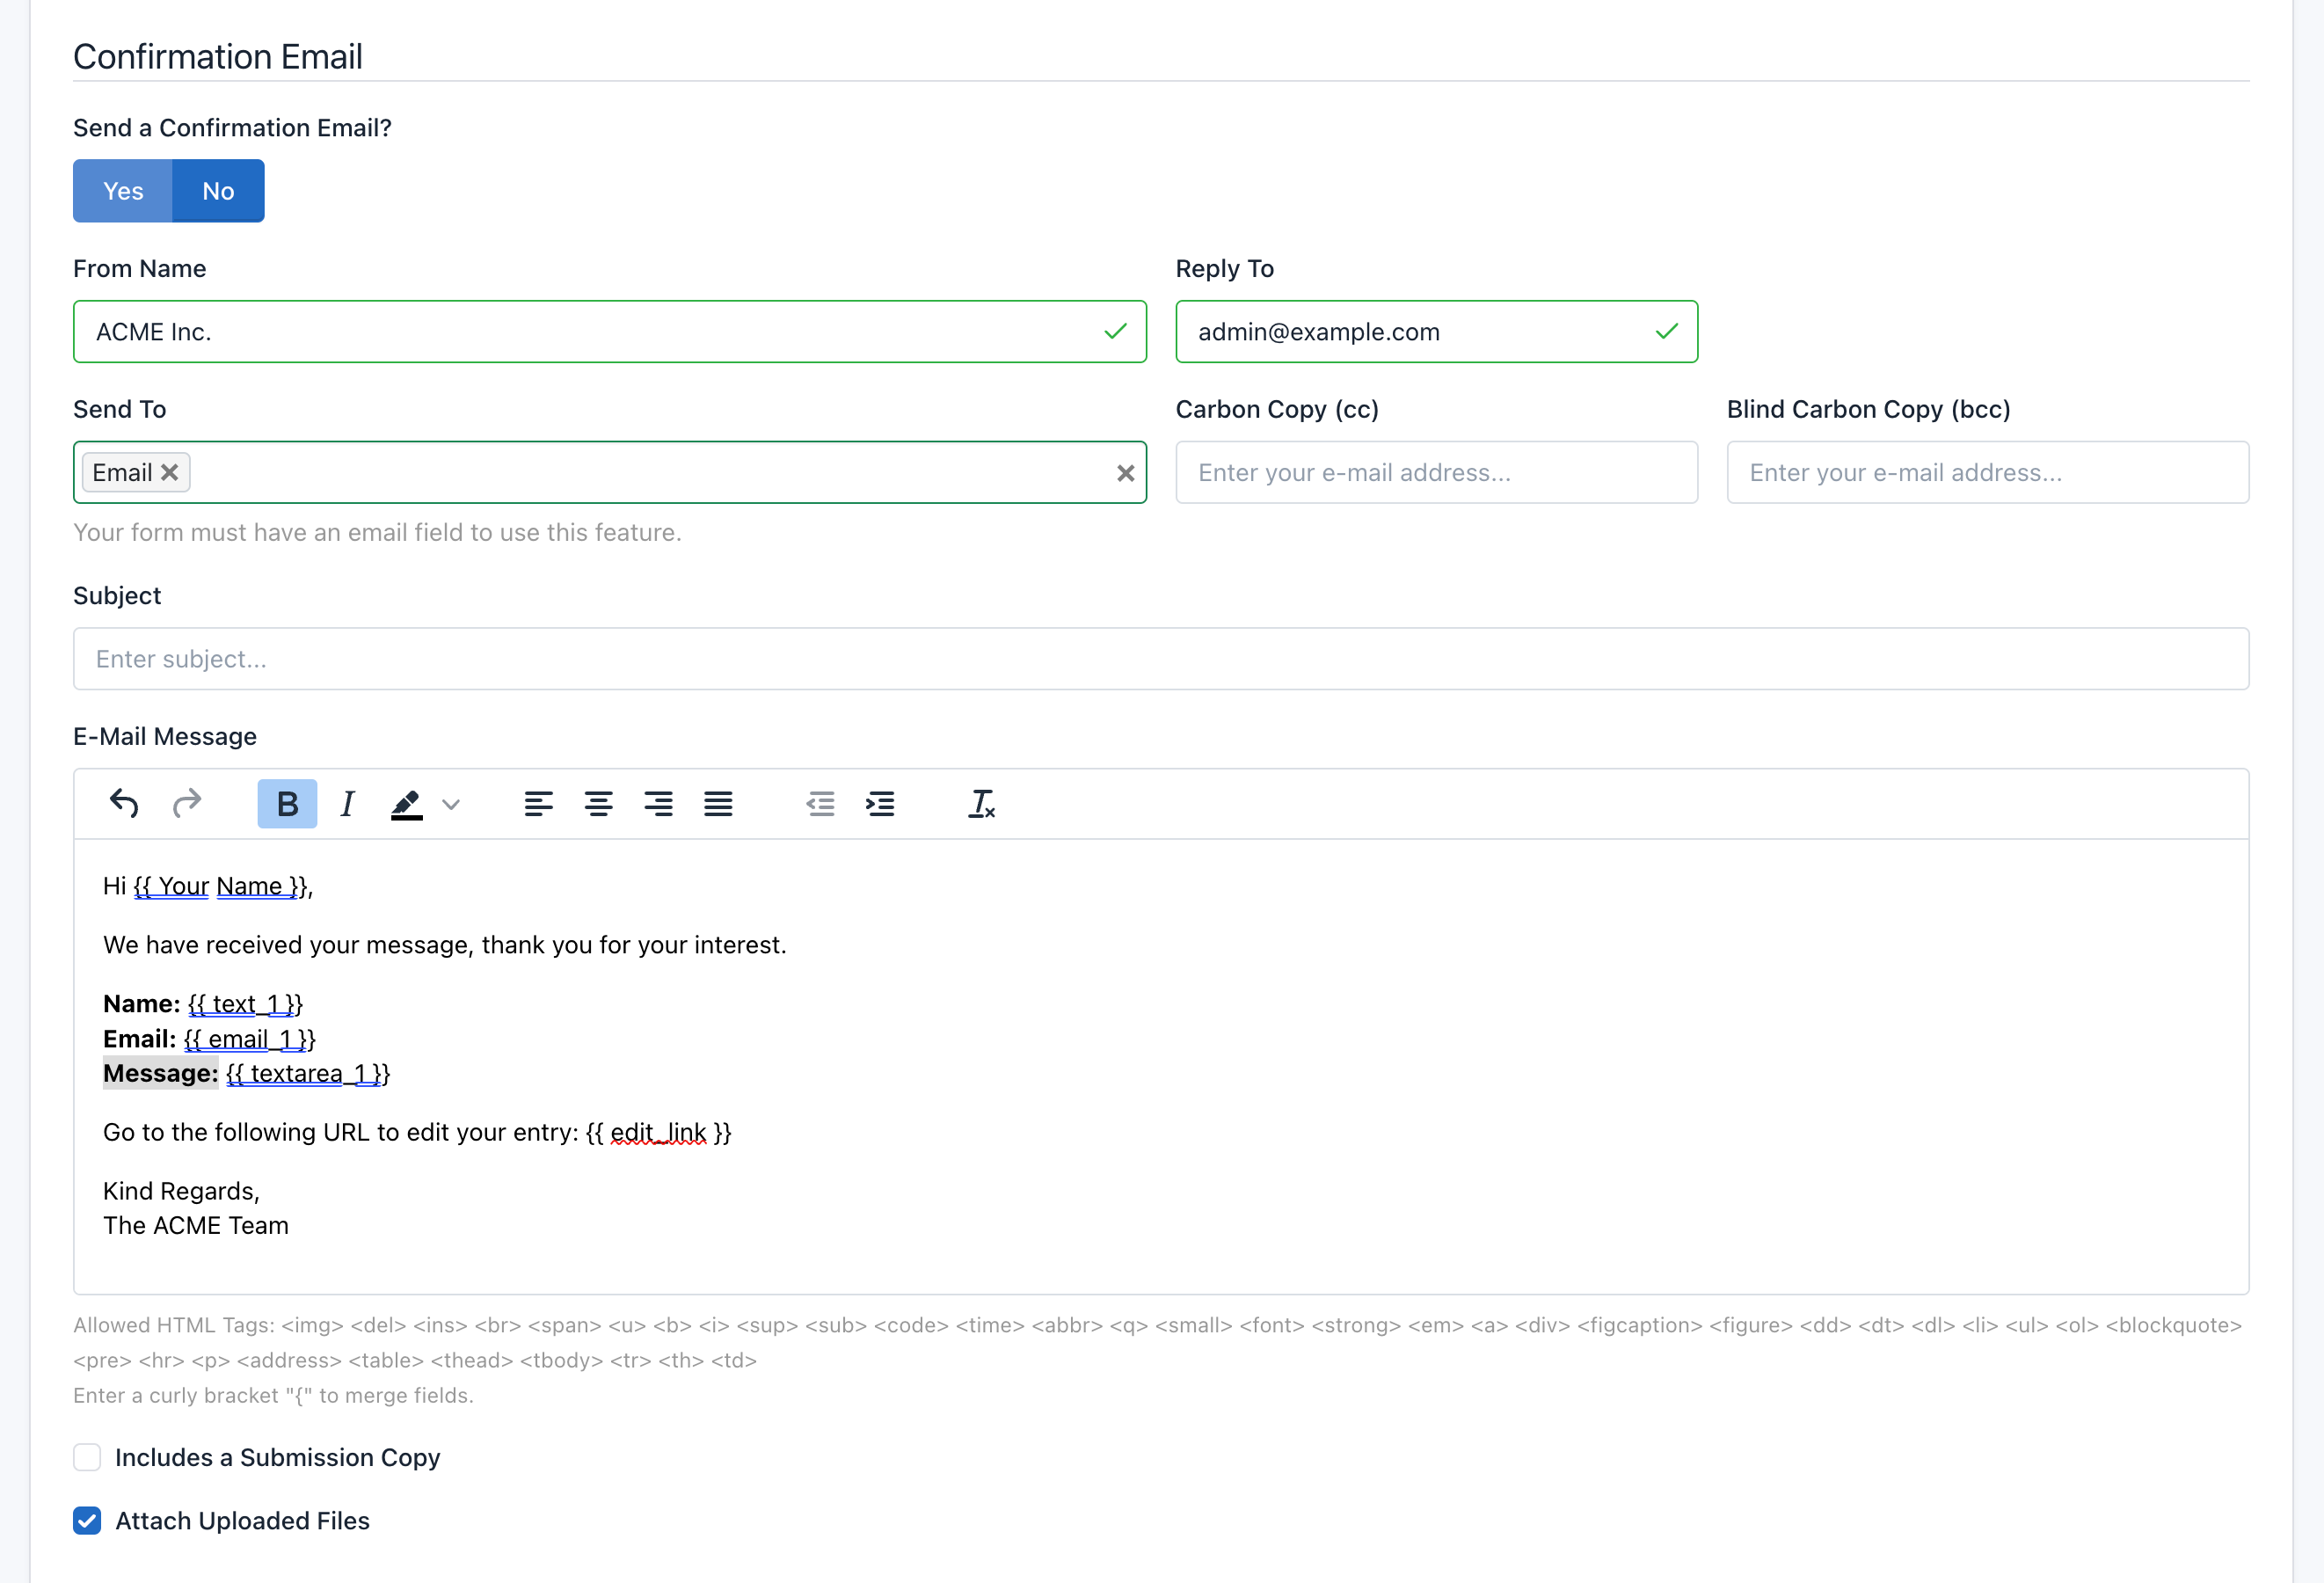 Confirmation Email
Send a Confirmation Email?
Yes No
From Name Reply To
ACME Inc. admin@example.com
Send To Carbon Copy (cc) Blind Carbon Copy (bcc)
Email Enter your e-mail address... Enter your e-mail address...
Your form must have an email field to use this feature.
Subject
Enter subject...
E-Mail Message
B I
Hi {{ Your Name }},
We have received your message, thank you for your interest.
Name: {{ text_1 }}
Email: {{ email_1 }}
Message: {{ textarea_1 }}
Go to the following URL to edit your entry: {{ edit_link }}
Kind Regards,
The ACME Team
Allowed HTML Tags: <img> <del> <ins> <br> <span> <u> <b> <i> <sup> <sub> <code> <time> <abbr> <q> <small> <font> <strong> <em> <a> <div> <figcaption> <figure> <dd> <dt> <dl> <li> <ul> <ol> <blockquote>
<pre> <hr> <p> <address> <table> <thead> <tbody> <tr> <th> <td>
Enter a curly bracket "{" to merge fields.
Includes a Submission Copy
Attach Uploaded Files